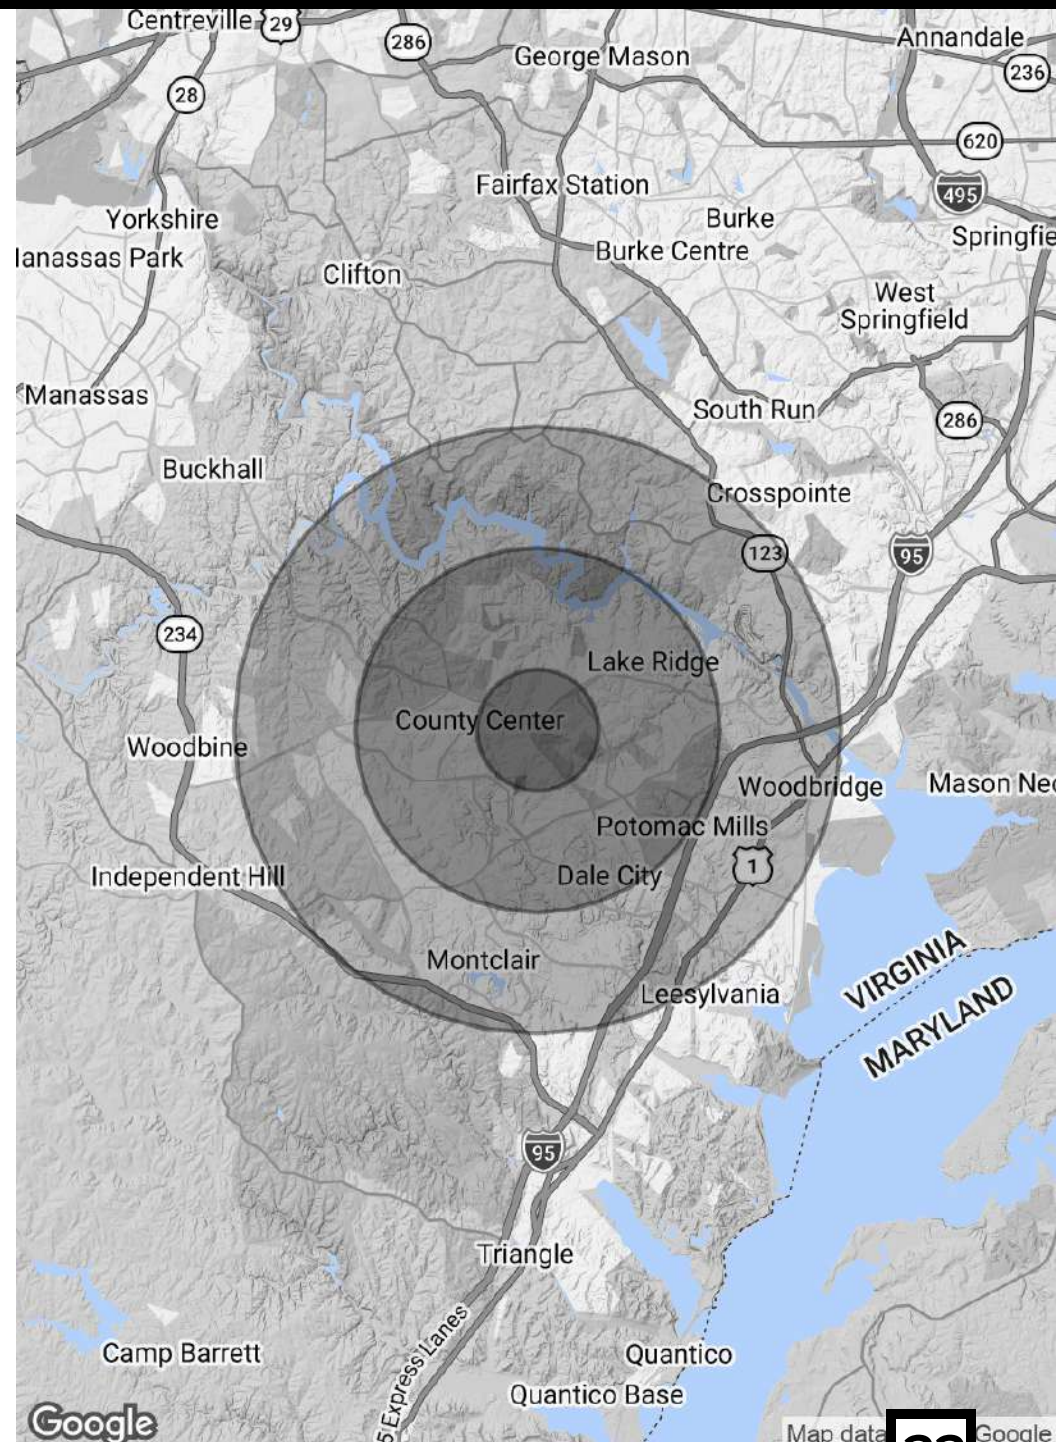 Centreville
29
286
George Mason
Annandale
236
28
620
Fairfax Station
495
Yorkshire
Burke
Springfie
Burke Centre
lanassas Park
Clifton
West
Springfield
Manassas
South Run
286
Buckhall
Crosspointe
123
95
234
Lake Ridge
County Center
Woodbine
Woodbridge
Mason Nec
Potomac Mills
1
Independent Hill
Dale City
Montclair
VIRGINIA
Leesylvania
MARYLAND
95
Triangle
5 Express Lanes
Camp Barrett
Quantico
Quantico Base
Google
Map data
Google